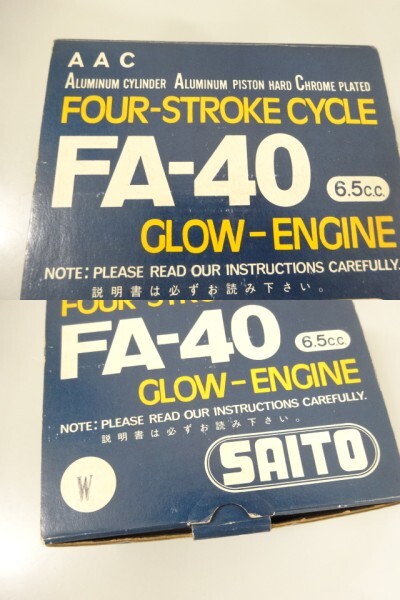 AAC
ALUMINUM CYLINDER ALUMINUM PISTON HARD CHROME PLATED
FOUR-STROKE CYCLE
FA-40 6.5c.c.
GLOW-ENGINE
NOTE: PLEASE READ OUR INSTRUCTIONS CAREFULLY.
説明書は必ずお読み下さい。
FOUR-STRO
FA-40 6.5c.c.
GLOW-ENGINE
NOTE: PLEASE READ OUR INSTRUCTIONS CAREFULLY.
説明書は必ずお読み下さい。
W
SAITO